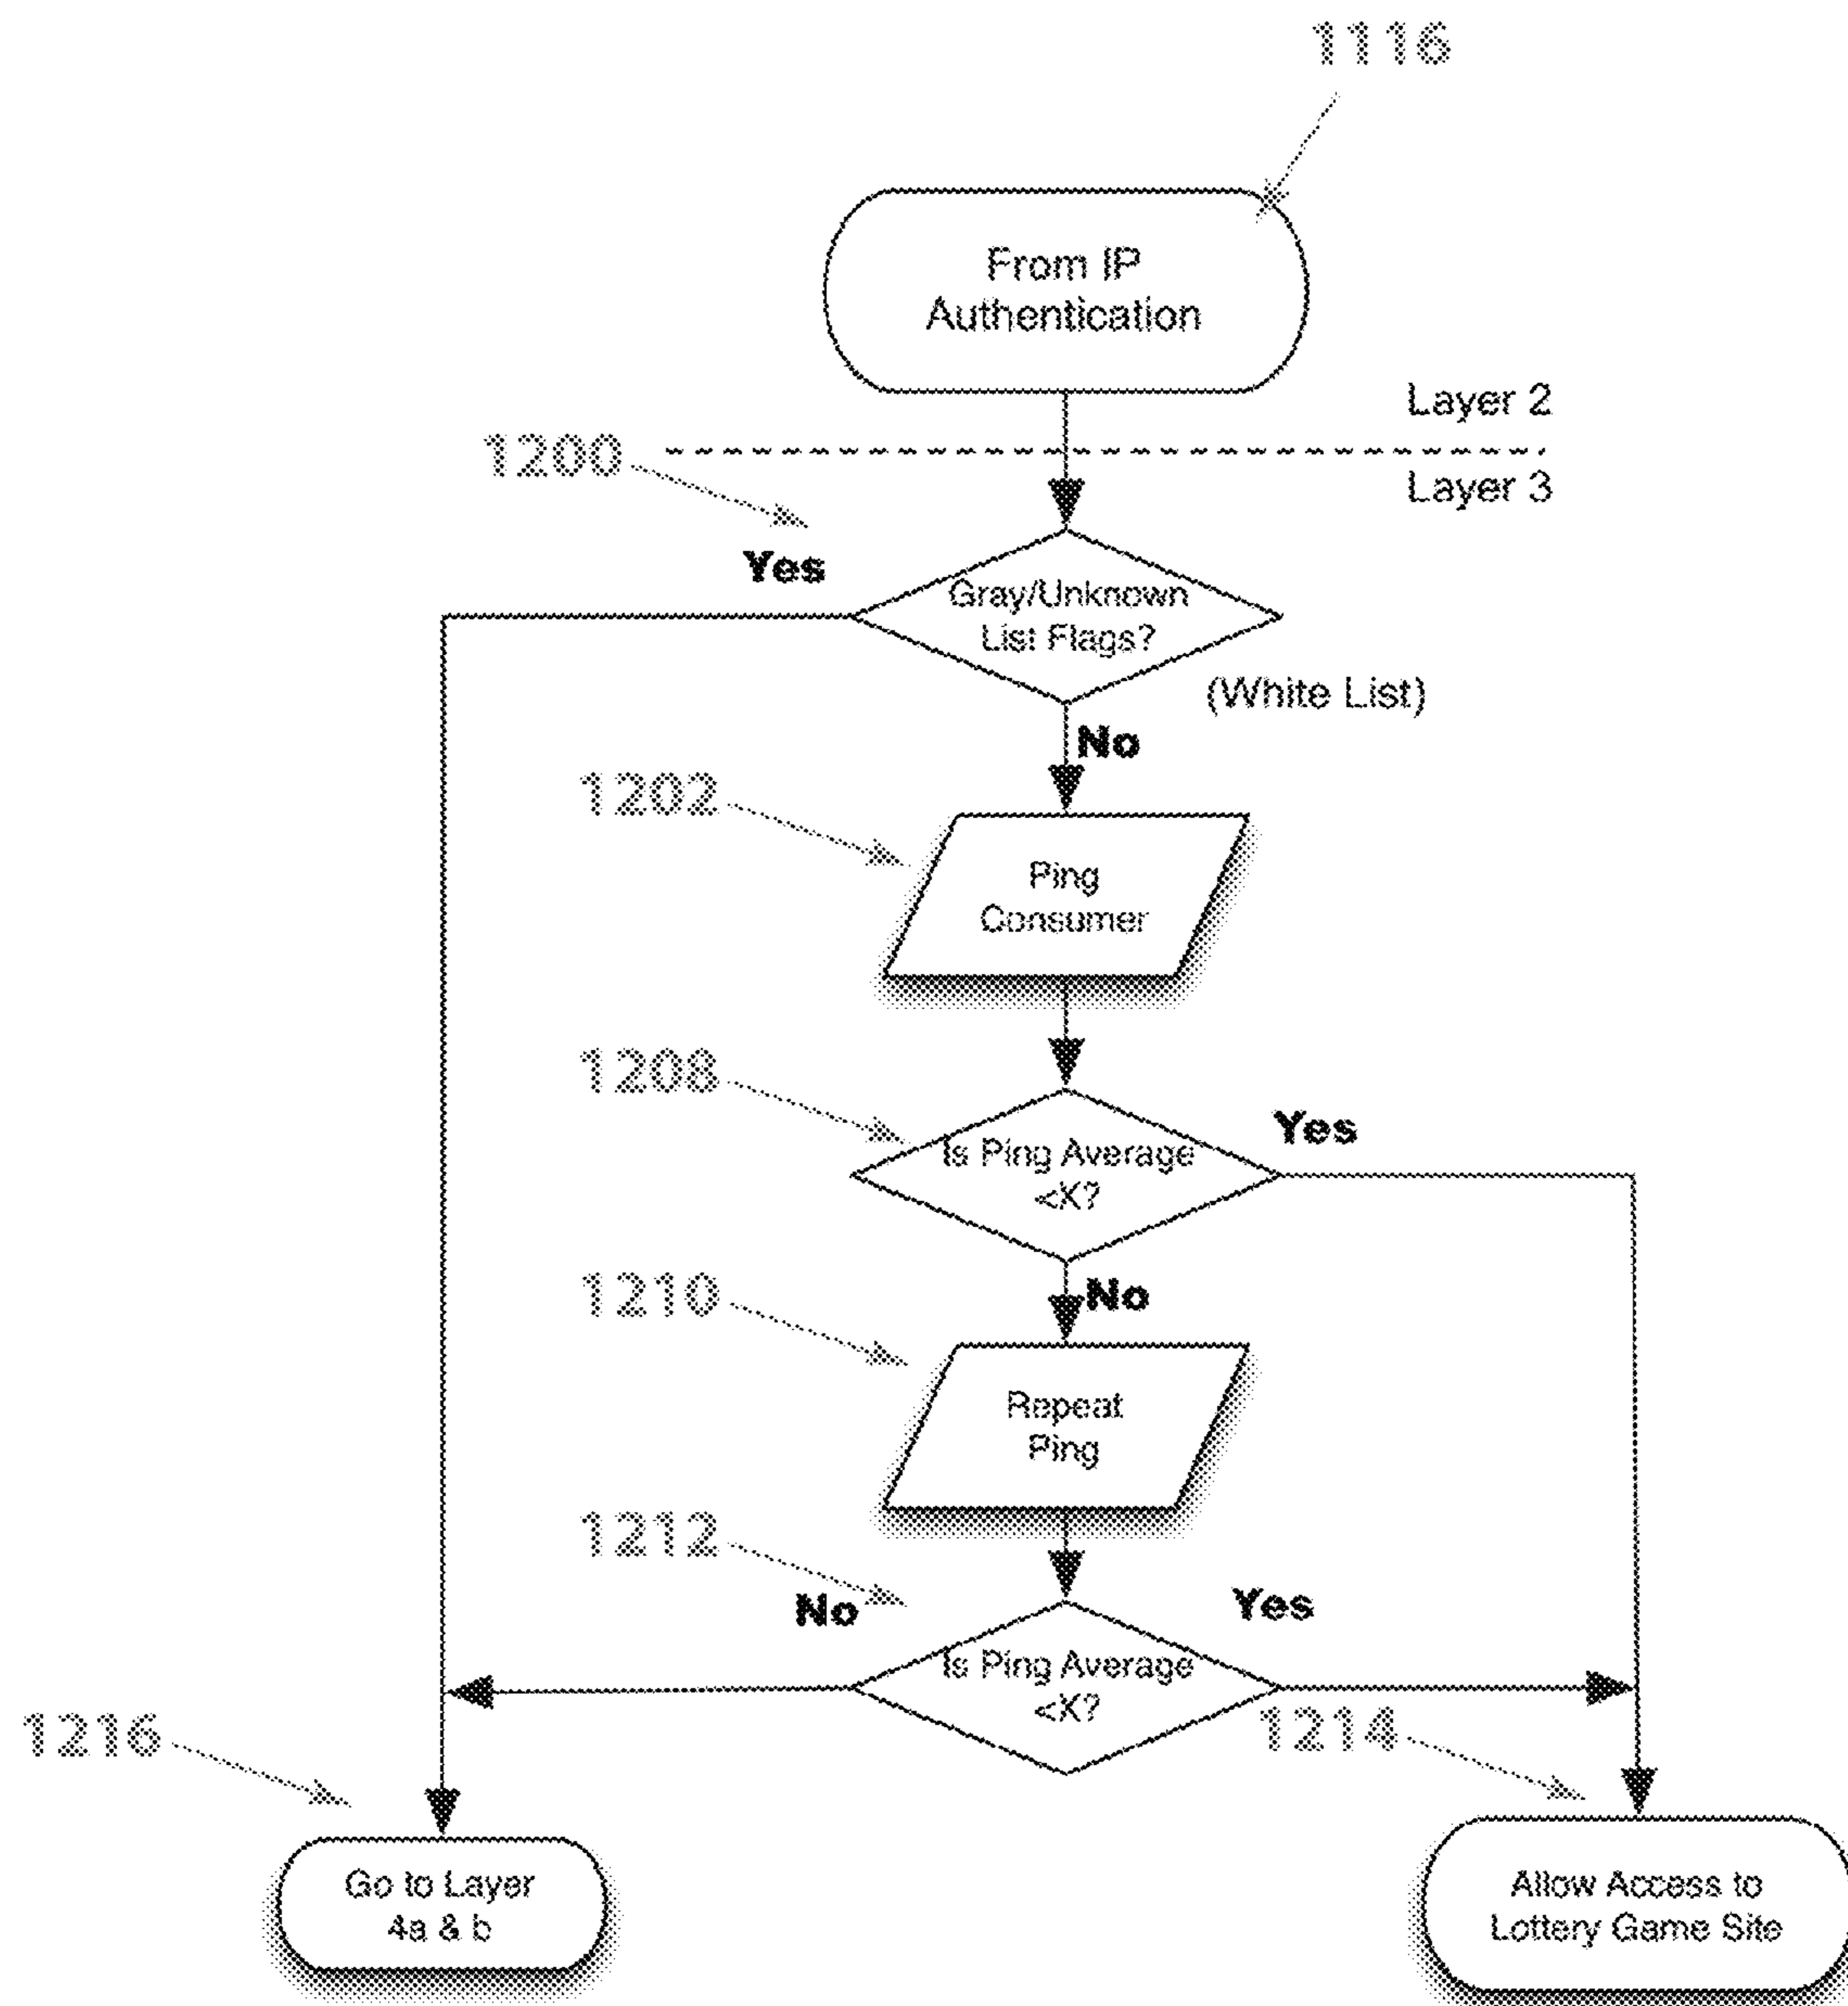 1116
From IP
Authentication
Layer 2
1200
Layer 3
Yes
Gray/Unknown
List Flags?
(White List)
No
1202
Ping
Consumer
1208
Yes
Is Ping Average
<X?
No
1210
Repeat
Ping
1212
No
Yes
Is Ping Average
<X?
1216
1214
Go to Layer
4a & b
Allow Access to
Lottery Game Site